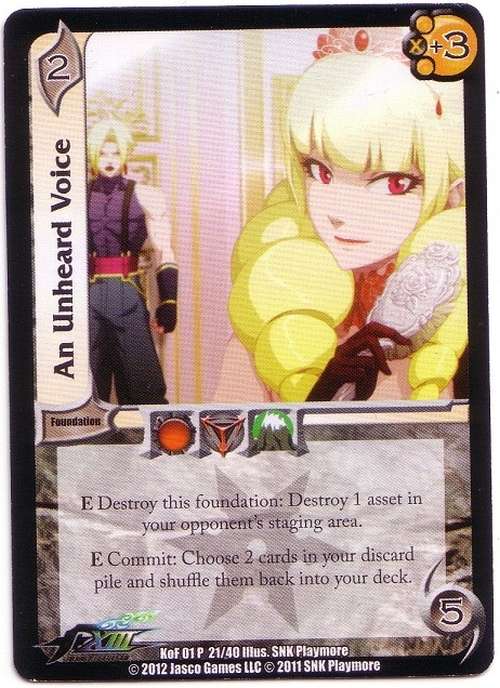 2
X+3
An Unheard Voice
Foundation
E Destroy this foundation: Destroy 1 asset in
your opponent's staging area.
E Commit: Choose 2 cards in your discard
pile and shuffle them back into your deck.
5
XIII
KoF 01 P 21/40 Illus. SNK Playmore
© 2012 Jasco Games LLC © 2011 SNK Playmore